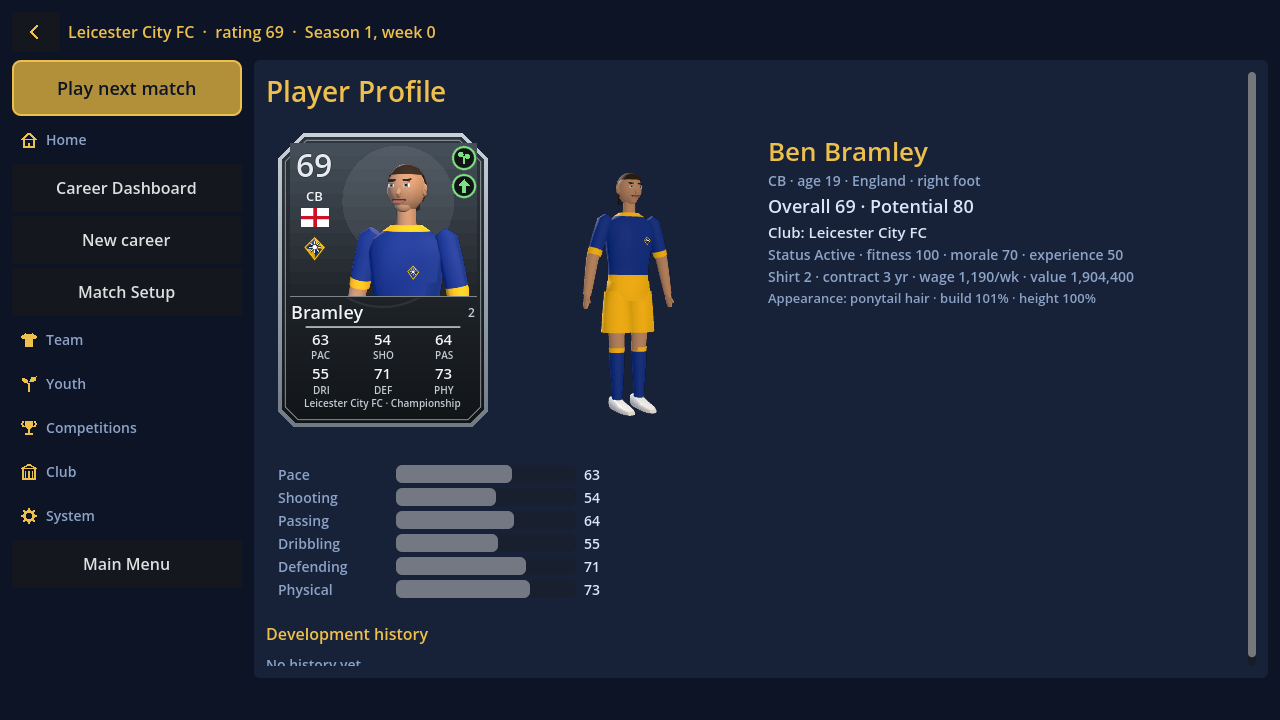 Leicester City FC · rating 69 · Season 1, week 0
Play next match
Home
Career Dashboard
New career
Match Setup
Team
Youth
Competitions
Club
System
Main Menu
Player Profile
69
CB
Bramley 2
63 54 64
PAC SHO PAS
55 71 73
DRI DEF PHY
Leicester City FC · Championship
Ben Bramley
CB · age 19 · England · right foot
Overall 69 · Potential 80
Club: Leicester City FC
Status Active · fitness 100 · morale 70 · experience 50
Shirt 2 · contract 3 yr · wage 1,190/wk · value 1,904,400
Appearance: ponytail hair · build 101% · height 100%
Pace 63
Shooting 54
Passing 64
Dribbling 55
Defending 71
Physical 73
Development history
No history yet